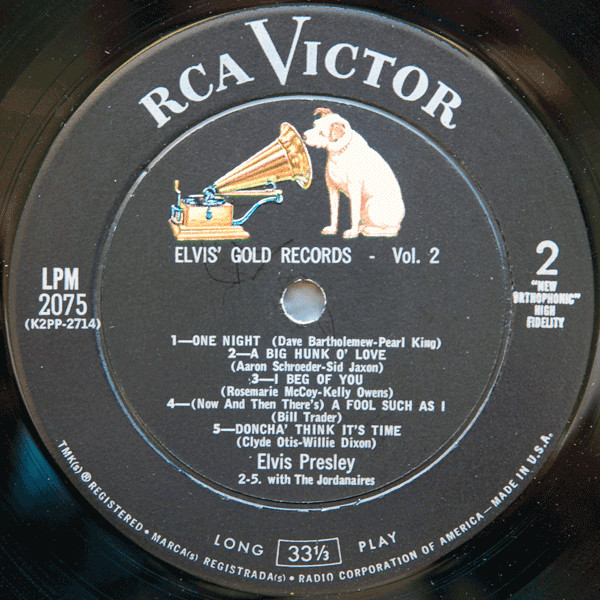 RCA VICTOR
ELVIS' GOLD RECORDS - Vol. 2
LPM
2075
(K2PP-2714)
2
"NEW
ORTHOPHONIC"
HIGH
FIDELITY
1—ONE NIGHT (Dave Bartholemew-Pearl King)
2—A BIG HUNK O' LOVE
(Aaron Schroeder-Sid Jaxon)
3—I BEG OF YOU
(Rosemarie McCoy-Kelly Owens)
4—(Now And Then There's) A FOOL SUCH AS I
(Bill Trader)
5—DONCHA' THINK IT'S TIME
(Clyde Otis-Willie Dixon)
Elvis Presley
2-5. with The Jordanaires
LONG 33⅓ PLAY
TMK(s) ® REGISTERED • MARCA(s) REGISTRADA(s) • RADIO CORPORATION OF AMERICA—MADE IN U.S.A.